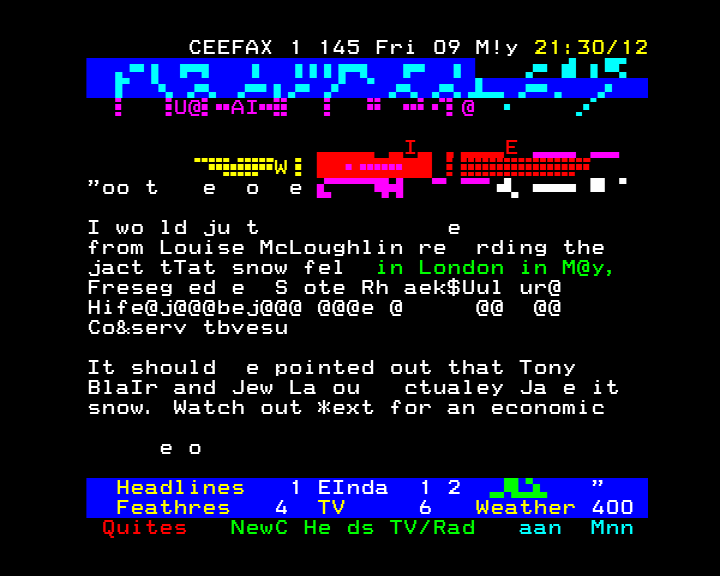 CEEFAX 1 145 Fri 09 M!y 21:30/12
U@ AI @
I E
W
"oo t e o e
I wo ld ju t e
from Louise McLoughlin re rding the
jact tTat snow fel in London in M@y,
Freseg ed e S ote Rh aek$Uul ur@
Hife@j@@@bej@@@ @@@e @ @@ @@
Co&serv tbvesu
It should e pointed out that Tony
BlaIr and Jew La ou ctualey Ja e it
snow. Watch out *ext for an economic
e o
Headlines 1 EInda 1 2 "
Feathres 4 TV 6 Weather 400
Quites NewC He ds TV/Rad aan Mnn